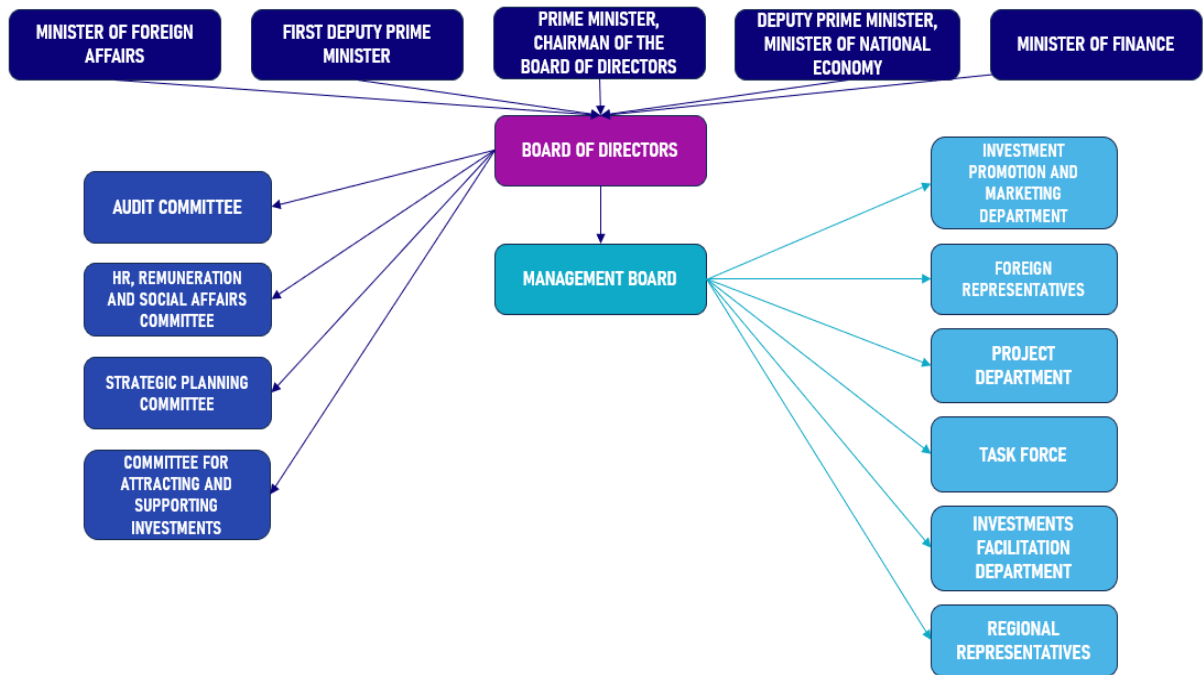 MINISTER OF FOREIGN
AFFAIRS
FIRST DEPUTY PRIME
MINISTER
PRIME MINISTER,
CHAIRMAN OF THE
BOARD OF DIRECTORS
DEPUTY PRIME MINISTER,
MINISTER OF NATIONAL
ECONOMY
MINISTER OF FINANCE
BOARD OF DIRECTORS
AUDIT COMMITTEE
HR, REMUNERATION
AND SOCIAL AFFAIRS
COMMITTEE
STRATEGIC PLANNING
COMMITTEE
COMMITTEE FOR
ATTRACTING AND
SUPPORTING
INVESTMENTS
MANAGEMENT BOARD
INVESTMENT
PROMOTION AND
MARKETING
DEPARTMENT
FOREIGN
REPRESENTATIVES
PROJECT
DEPARTMENT
TASK FORCE
INVESTMENTS
FACILITATION
DEPARTMENT
REGIONAL
REPRESENTATIVES